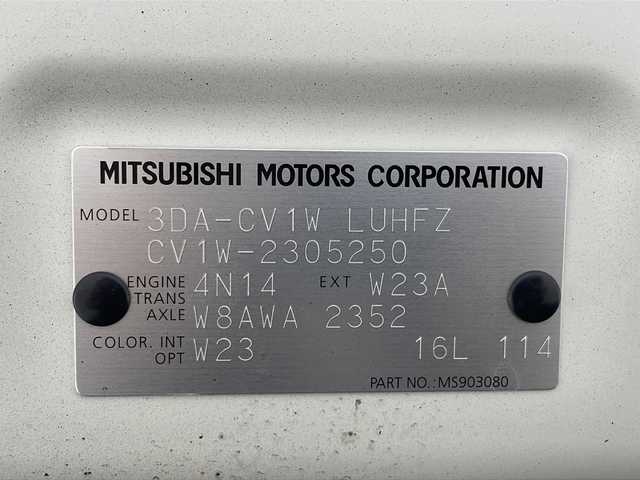 MITSUBISHI MOTORS CORPORATION
MODEL 3DA-CV1W LUHFZ
CV1W-2305250
ENGINE 4N14 EXT W23A
TRANS
AXLE W8AWA 2352
COLOR. INT W23 16L 114
OPT
PART NO.:MS903080